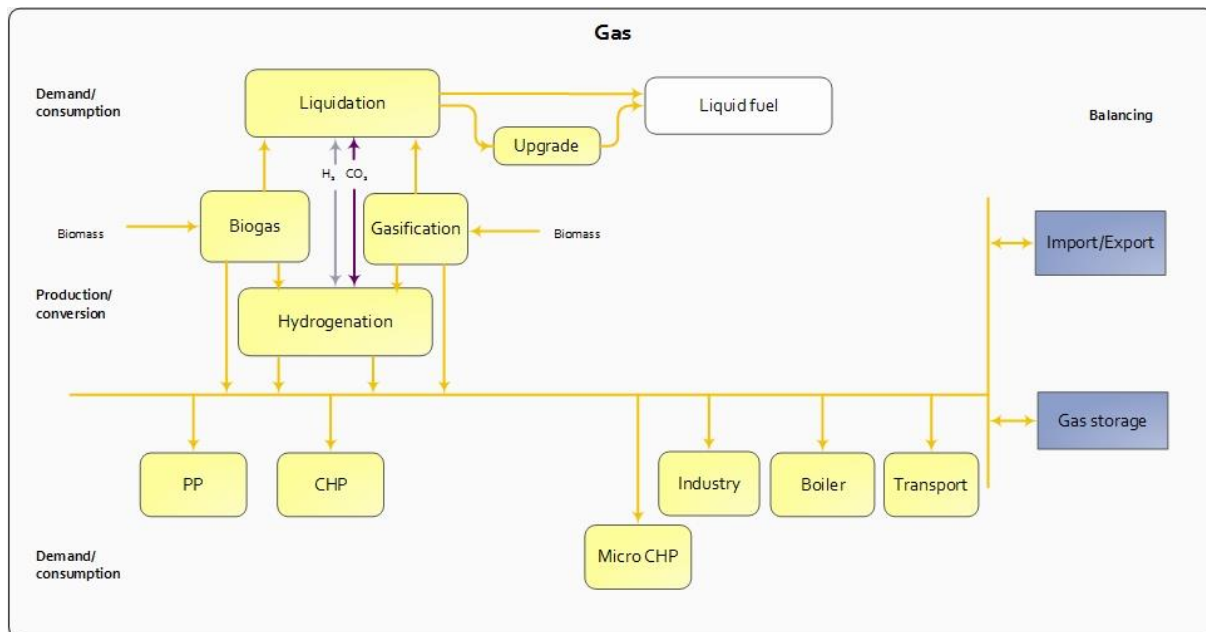 Gas
Demand/
consumption
Liquidation
Liquid fuel
Balancing
Upgrade
H₂
CO₂
Biogas
Gasification
Biomass
Biomass
Import/Export
Production/
conversion
Hydrogenation
Gas storage
PP
CHP
Industry
Boiler
Transport
Demand/
consumption
Micro CHP